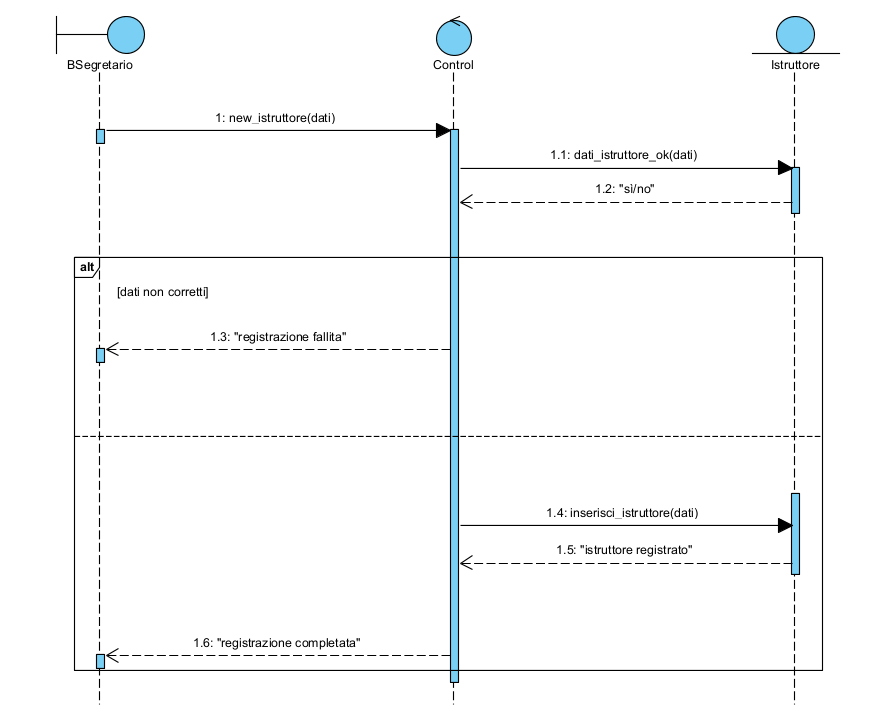 BSegretario
Control
Istruttore
1: new_istruttore(dati)
1.1: dati_istruttore_ok(dati)
1.2: "sì/no"
alt
[dati non corretti]
1.3: "registrazione fallita"
1.4: inserisci_istruttore(dati)
1.5: "istruttore registrato"
1.6: "registrazione completata"